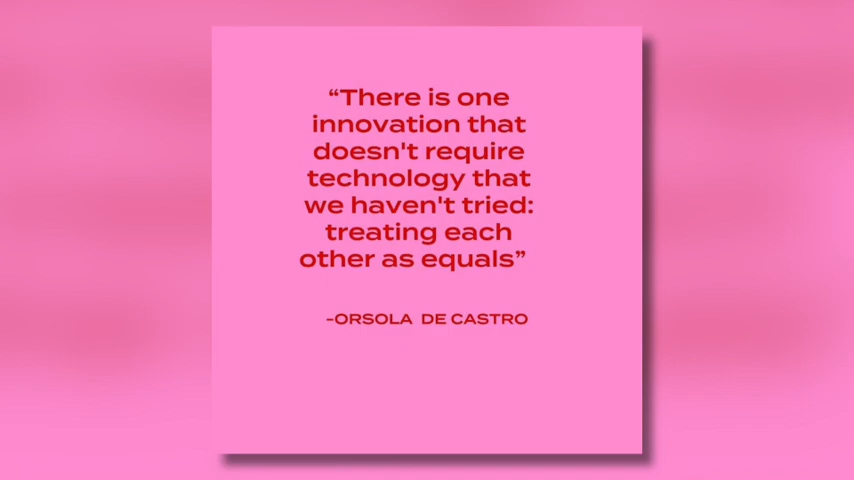 “There is one
innovation that
doesn't require
technology that
we haven't tried:
treating each
other as equals”
-ORSOLA DE CASTRO